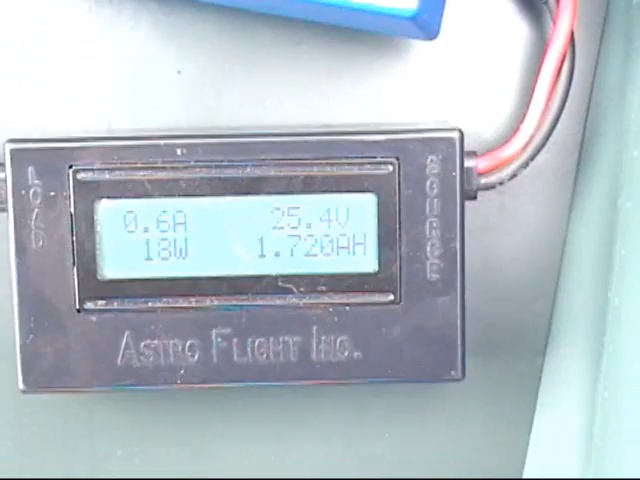 LOAD
0.6A 25.4V
18W 1.720AH
SOURCE
ASTRO FLIGHT INC.